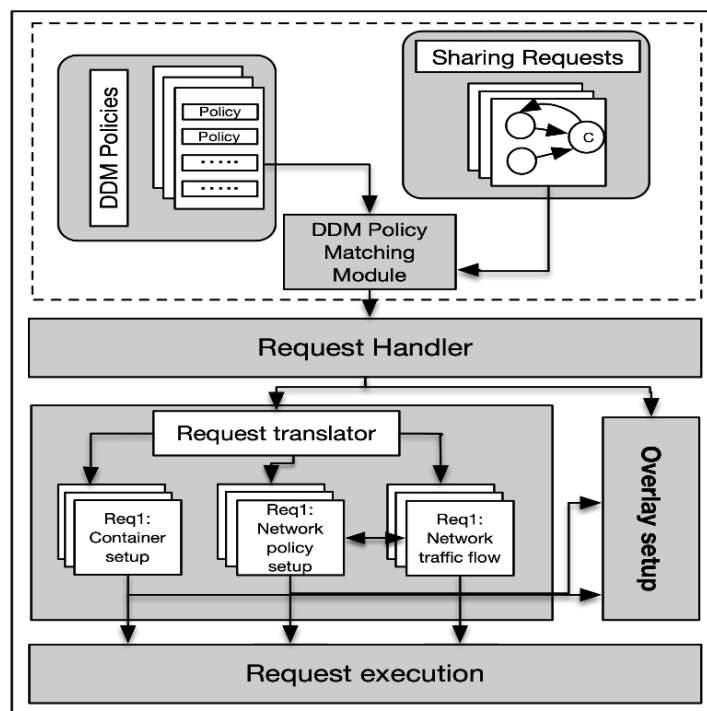 Sharing Requests
DDM Policies
Policy
Policy
.....
.....
C
DDM Policy
Matching
Module
Request Handler
Request translator
Overlay setup
Req1:
Container
setup
Req1:
Network
policy
setup
Req1:
Network
traffic flow
Request execution